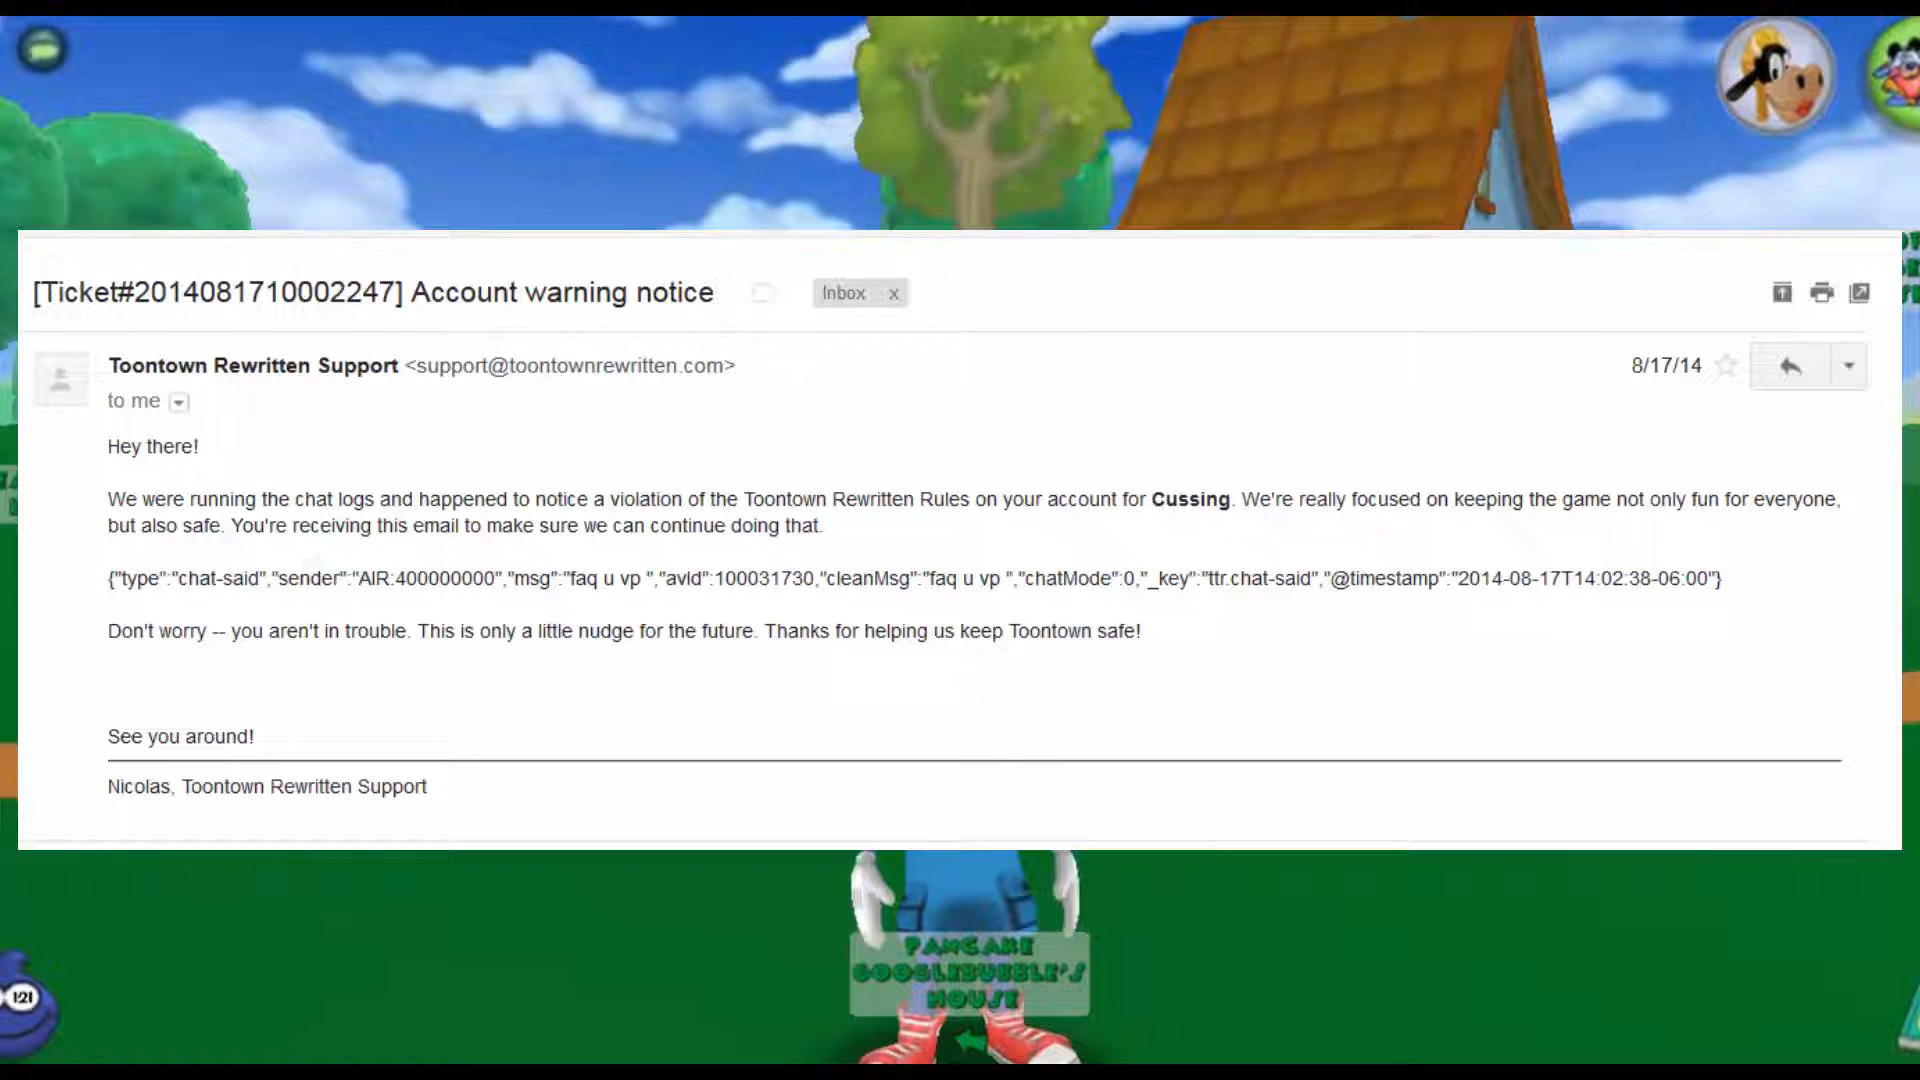 [Ticket#2014081710002247] Account warning notice
Inbox x
Toontown Rewritten Support <support@toontownrewritten.com>
8/17/14
to me
Hey there!
We were running the chat logs and happened to notice a violation of the Toontown Rewritten Rules on your account for Cussing. We're really focused on keeping the game not only fun for everyone,
but also safe. You're receiving this email to make sure we can continue doing that.
{"type":"chat-said","sender":"AIR:400000000","msg":"faq u vp ","avId":100031730,"cleanMsg":"faq u vp ","chatMode":0,"_key":"ttr.chat-said","@timestamp":"2014-08-17T14:02:38-06:00"}
Don't worry -- you aren't in trouble. This is only a little nudge for the future. Thanks for helping us keep Toontown safe!
See you around!
Nicolas, Toontown Rewritten Support
PANCAKE
GOOGLEBUBBLE'S
HOUSE
121